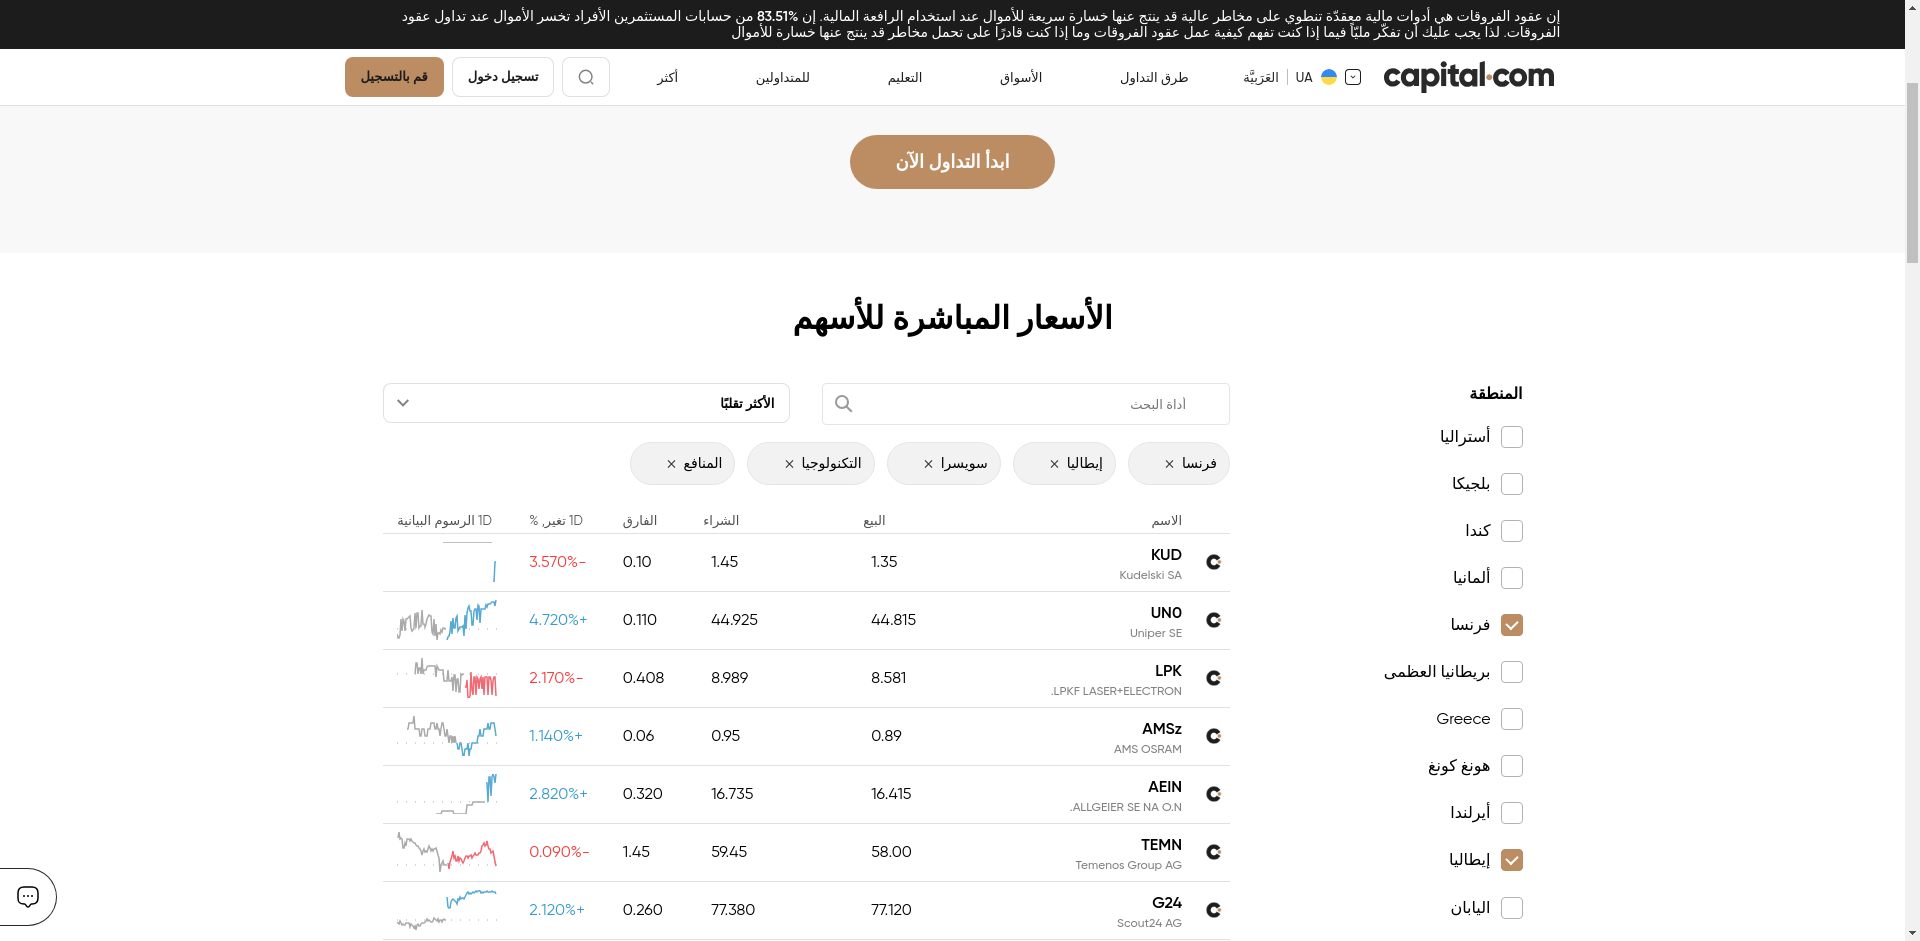 إن عقود الفروقات هي أدوات مالية معقدّة تنطوي على مخاطر عالية قد ينتج عنها خسارة سريعة للأموال عند استخدام الرافعة المالية. إن 83.51% من حسابات المستثمرين الأفراد تخسر الأموال عند تداول عقود
الفروقات. لذا يجب عليك أن تفكّر مليّاً فيما إذا كنت تفهم كيفية عمل عقود الفروقات وما إذا كنت قادرًا على تحمل مخاطر قد ينتج عنها خسارة للأموال
capital.com
UA العَرَبِيَّة
طرق التداول
الأسواق
التعليم
للمتداولين
أكثر
تسجيل دخول
قم بالتسجيل
ابدأ التداول الآن
الأسعار المباشرة للأسهم
المنطقة
أستراليا
بلجيكا
كندا
ألمانيا
فرنسا
بريطانيا العظمى
Greece
هونغ كونغ
أيرلندا
إيطاليا
اليابان
أداة البحث
الأكثر تقلبًا
فرنسا ×
إيطاليا ×
سويسرا ×
التكنولوجيا ×
المنافع ×
الاسم البيع الشراء الفارق 1D تغير, % 1D الرسوم البيانية
KUD 1.35 1.45 0.10 3.570%-
Kudelski SA
UN0 44.815 44.925 0.110 4.720%+
Uniper SE
LPK 8.581 8.989 0.408 2.170%-
.LPKF LASER+ELECTRON
AMSz 0.89 0.95 0.06 1.140%+
AMS OSRAM
AEIN 16.415 16.735 0.320 2.820%+
.ALLGEIER SE NA O.N
TEMN 58.00 59.45 1.45 0.090%-
Temenos Group AG
G24 77.120 77.380 0.260 2.120%+
Scout24 AG